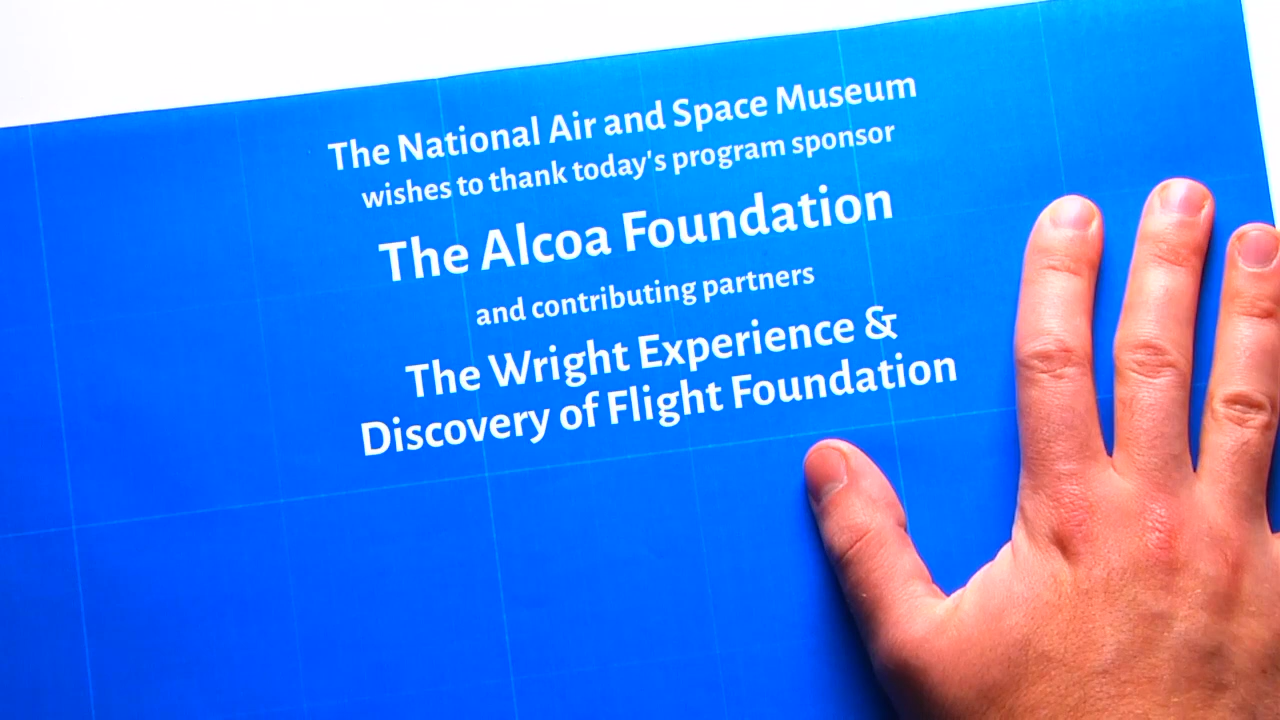 The National Air and Space Museum
wishes to thank today's program sponsor
The Alcoa Foundation
and contributing partners
The Wright Experience &
Discovery of Flight Foundation